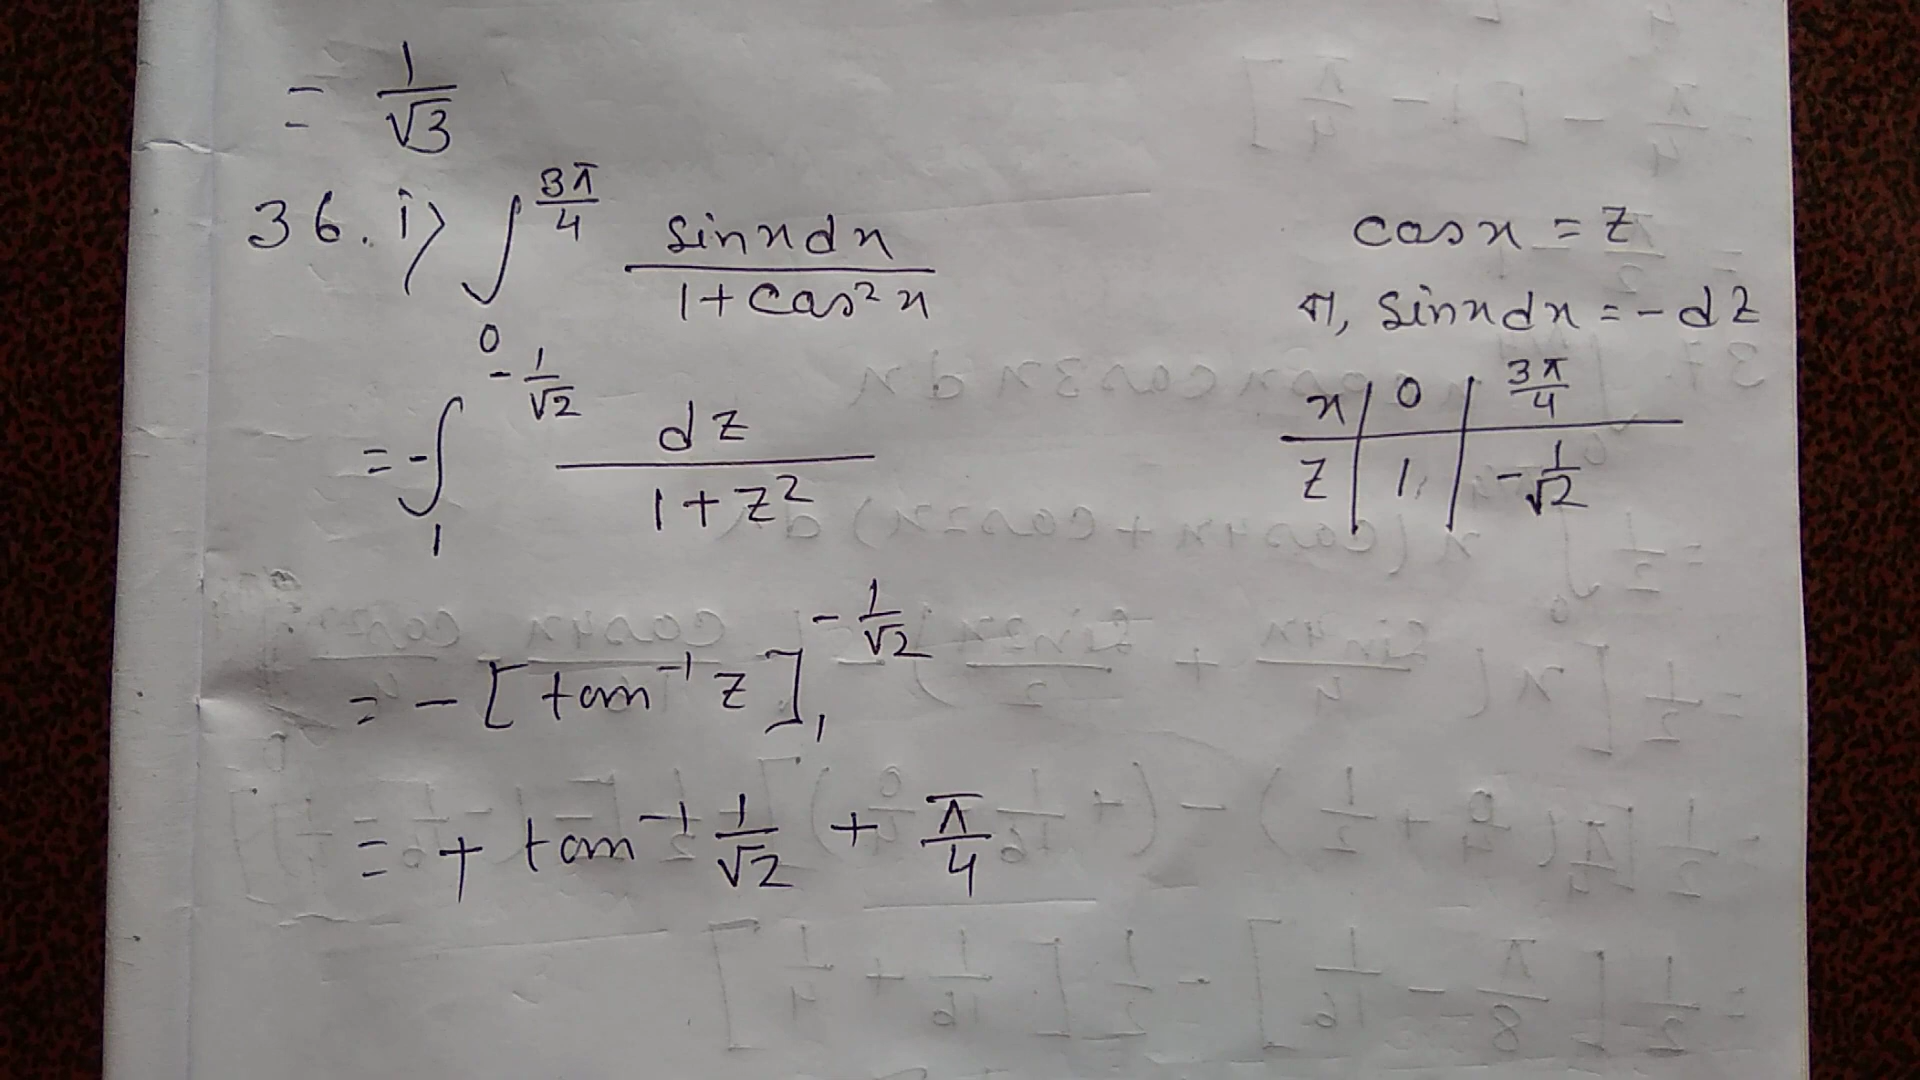 = 1/√3
36. i) ∫₀^{3π/4} sinx dx / 1+cos²x
cosx = z
বা, sinx dx = -dz
x | 0 | 3π/4
z | 1 | -1/√2
= -∫₁^{-1/√2} dz / 1+z²
= -[tan⁻¹z]₁^{-1/√2}
= + tan⁻¹ 1/√2 + π/4